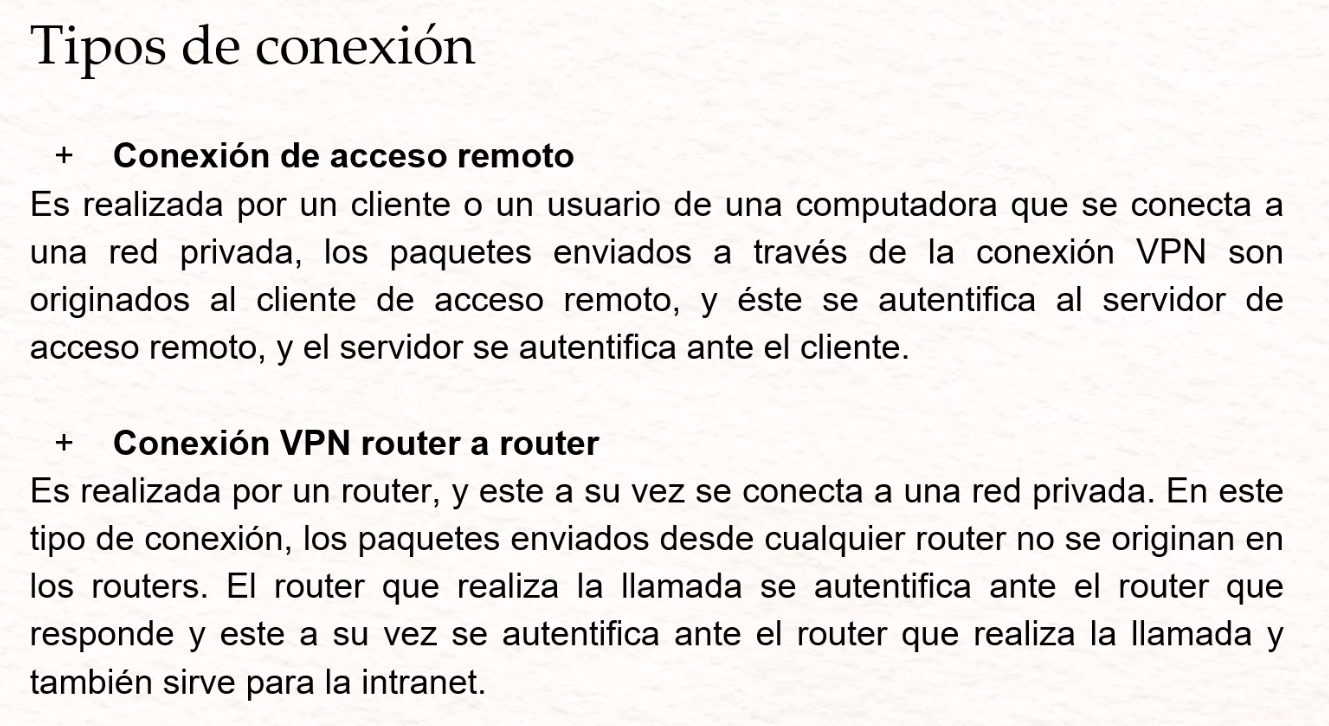 Tipos de conexión
+ Conexión de acceso remoto
Es realizada por un cliente o un usuario de una computadora que se conecta a
una red privada, los paquetes enviados a través de la conexión VPN son
originados al cliente de acceso remoto, y éste se autentifica al servidor de
acceso remoto, y el servidor se autentifica ante el cliente.
+ Conexión VPN router a router
Es realizada por un router, y este a su vez se conecta a una red privada. En este
tipo de conexión, los paquetes enviados desde cualquier router no se originan en
los routers. El router que realiza la llamada se autentifica ante el router que
responde y este a su vez se autentifica ante el router que realiza la llamada y
también sirve para la intranet.